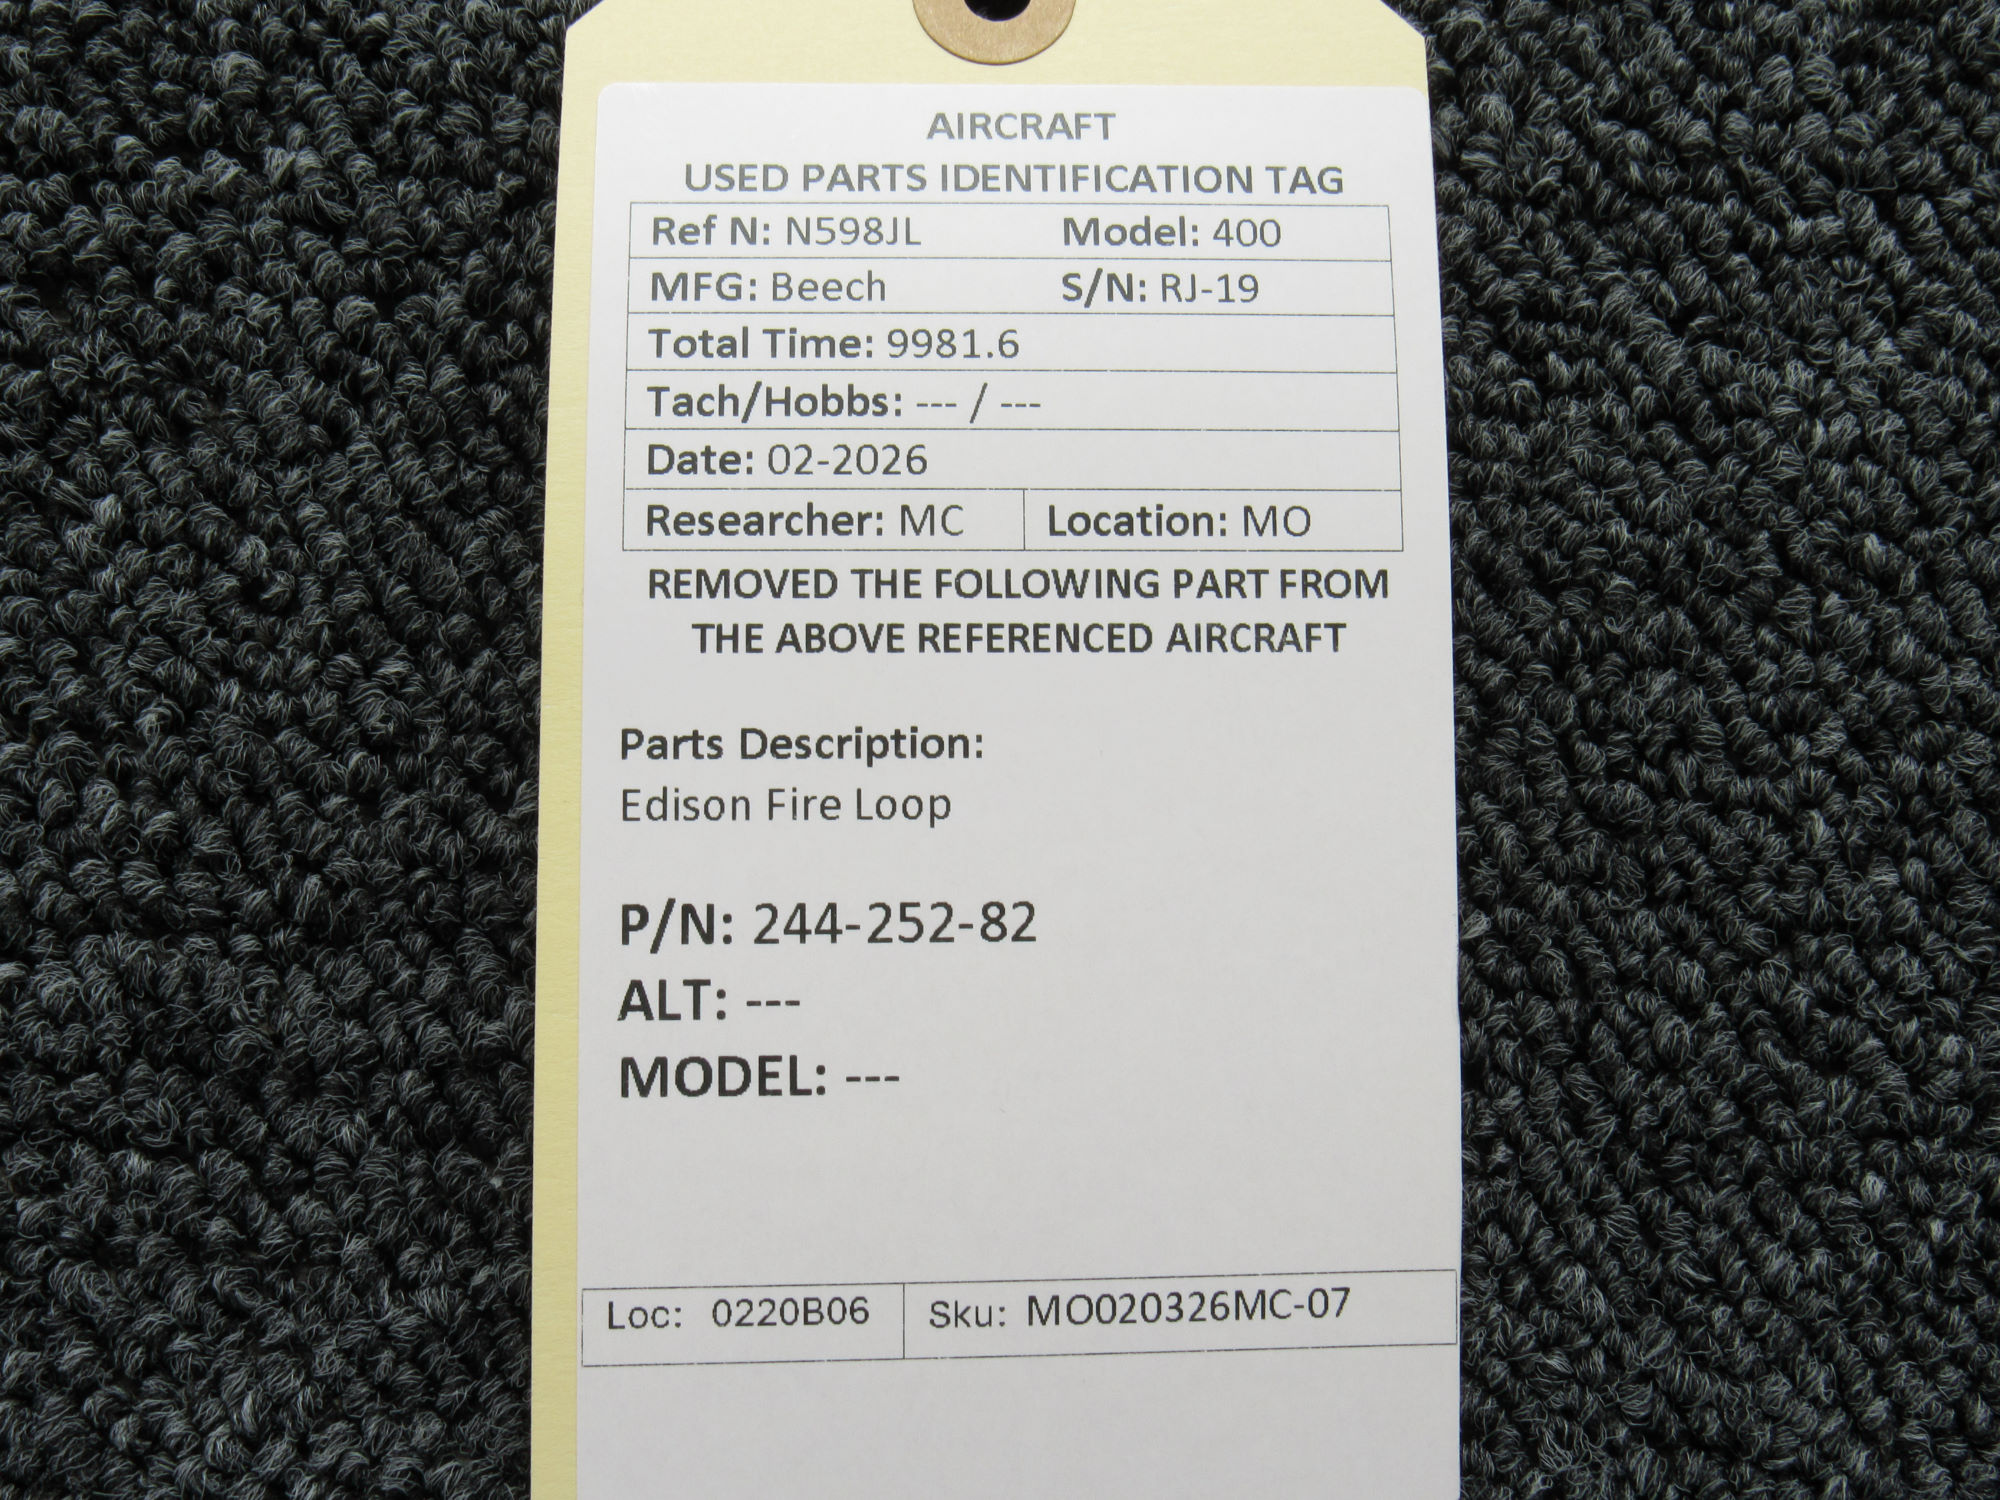 AIRCRAFT
USED PARTS IDENTIFICATION TAG
Ref N: N598JL Model: 400
MFG: Beech S/N: RJ-19
Total Time: 9981.6
Tach/Hobbs: --- / ---
Date: 02-2026
Researcher: MC Location: MO
REMOVED THE FOLLOWING PART FROM
THE ABOVE REFERENCED AIRCRAFT
Parts Description:
Edison Fire Loop
P/N: 244-252-82
ALT: ---
MODEL: ---
Loc: 0220B06 Sku: MO020326MC-07